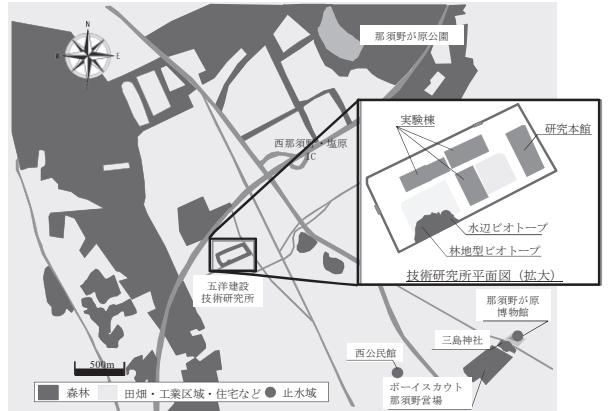 N
E
那須野が原公園
西那須野・塩原
IC
実験棟
研究本館
水辺ビオトープ
林地型ビオトープ
技術研究所平面図（拡大）
五洋建設
技術研究所
那須野が原
博物館
三島神社
西公民館
ボーイスカウト
那須野営場
500m
森林
田畑・工業区域・住宅など
止水域